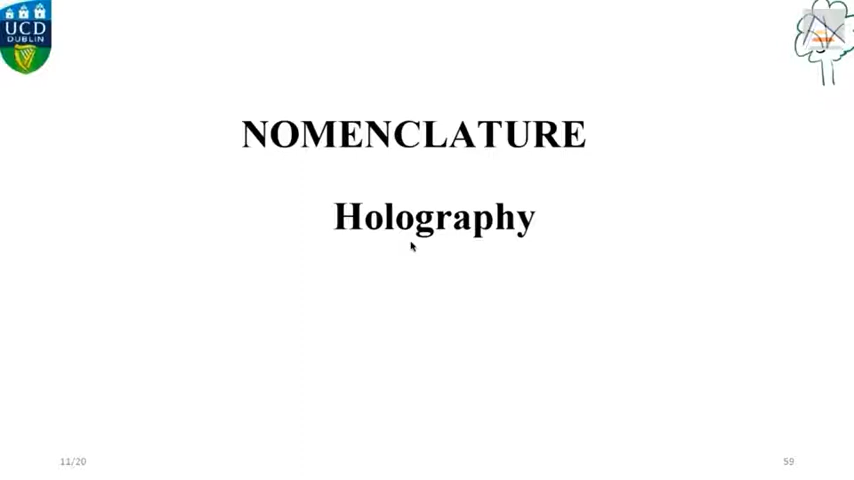 UCD
DUBLIN
NOMENCLATURE
Holography
11/20
59